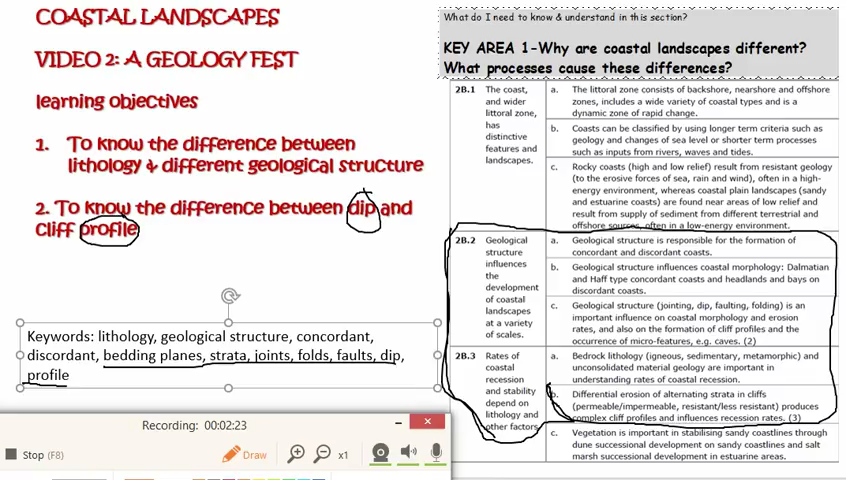 COASTAL LANDSCAPES
VIDEO 2: A GEOLOGY FEST
learning objectives
1. To know the difference between
lithology & different geological structure
2. To know the difference between dip and
cliff profile
Keywords: lithology, geological structure, concordant,
discordant, bedding planes, strata, joints, folds, faults, dip,
profile
Recording: 00:02:23
Stop (F8)
Draw
x1
What do I need to know & understand in this section?
KEY AREA 1-Why are coastal landscapes different?
What processes cause these differences?
2B.1 The coast,
and wider
littoral zone,
has
distinctive
features and
landscapes.
a. The littoral zone consists of backshore, nearshore and offshore
zones, includes a wide variety of coastal types and is a
dynamic zone of rapid change.
b. Coasts can be classified by using longer term criteria such as
geology and changes of sea level or shorter term processes
such as inputs from rivers, waves and tides.
c. Rocky coasts (high and low relief) result from resistant geology
(to the erosive forces of sea, rain and wind), often in a high-
energy environment, whereas coastal plain landscapes (sandy
and estuarine coasts) are found near areas of low relief and
result from supply of sediment from different terrestrial and
offshore sources, often in a low-energy environment.
2B.2 Geological
structure
influences
the
development
of coastal
landscapes
at a variety
of scales.
a. Geological structure is responsible for the formation of
concordant and discordant coasts.
b. Geological structure influences coastal morphology: Dalmatian
and Haff type concordant coasts and headlands and bays on
discordant coasts.
c. Geological structure (jointing, dip, faulting, folding) is an
important influence on coastal morphology and erosion
rates, and also on the formation of cliff profiles and the
occurrence of micro-features, e.g. caves. (2)
2B.3 Rates of
coastal
recession
and stability
depend on
lithology and
other factors
a. Bedrock lithology (igneous, sedimentary, metamorphic) and
unconsolidated material geology are important in
understanding rates of coastal recession.
b. Differential erosion of alternating strata in cliffs
(permeable/impermeable, resistant/less resistant) produces
complex cliff profiles and influences recession rates. (3)
c. Vegetation is important in stabilising sandy coastlines through
dune successional development on sandy coastlines and salt
marsh successional development in estuarine areas.